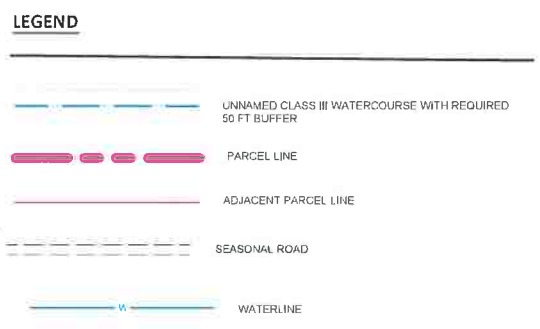 LEGEND
UNNAMED CLASS III WATERCOURSE WITH REQUIRED
50 FT BUFFER
PARCEL LINE
ADJACENT PARCEL LINE
SEASONAL ROAD
W
WATERLINE